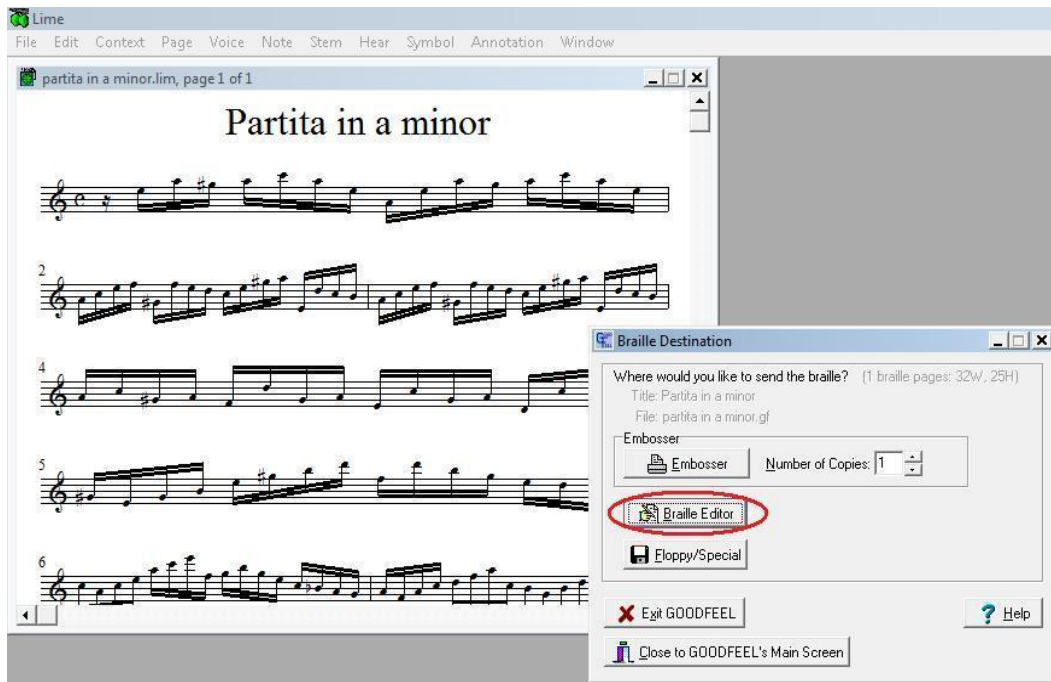 Lime
File Edit Context Page Voice Note Stem Hear Symbol Annotation Window
partita in a minor.lim, page 1 of 1
Partita in a minor
2
4
5
6
Braille Destination
Where would you like to send the braille? (1 braille pages: 32W, 25H)
Title: Partita in a minor
File: partita in a minor.gf
Embosser
Embosser Number of Copies: 1
Braille Editor
Floppy/Special
Exit GOODFEEL Help
Close to GOODFEEL's Main Screen